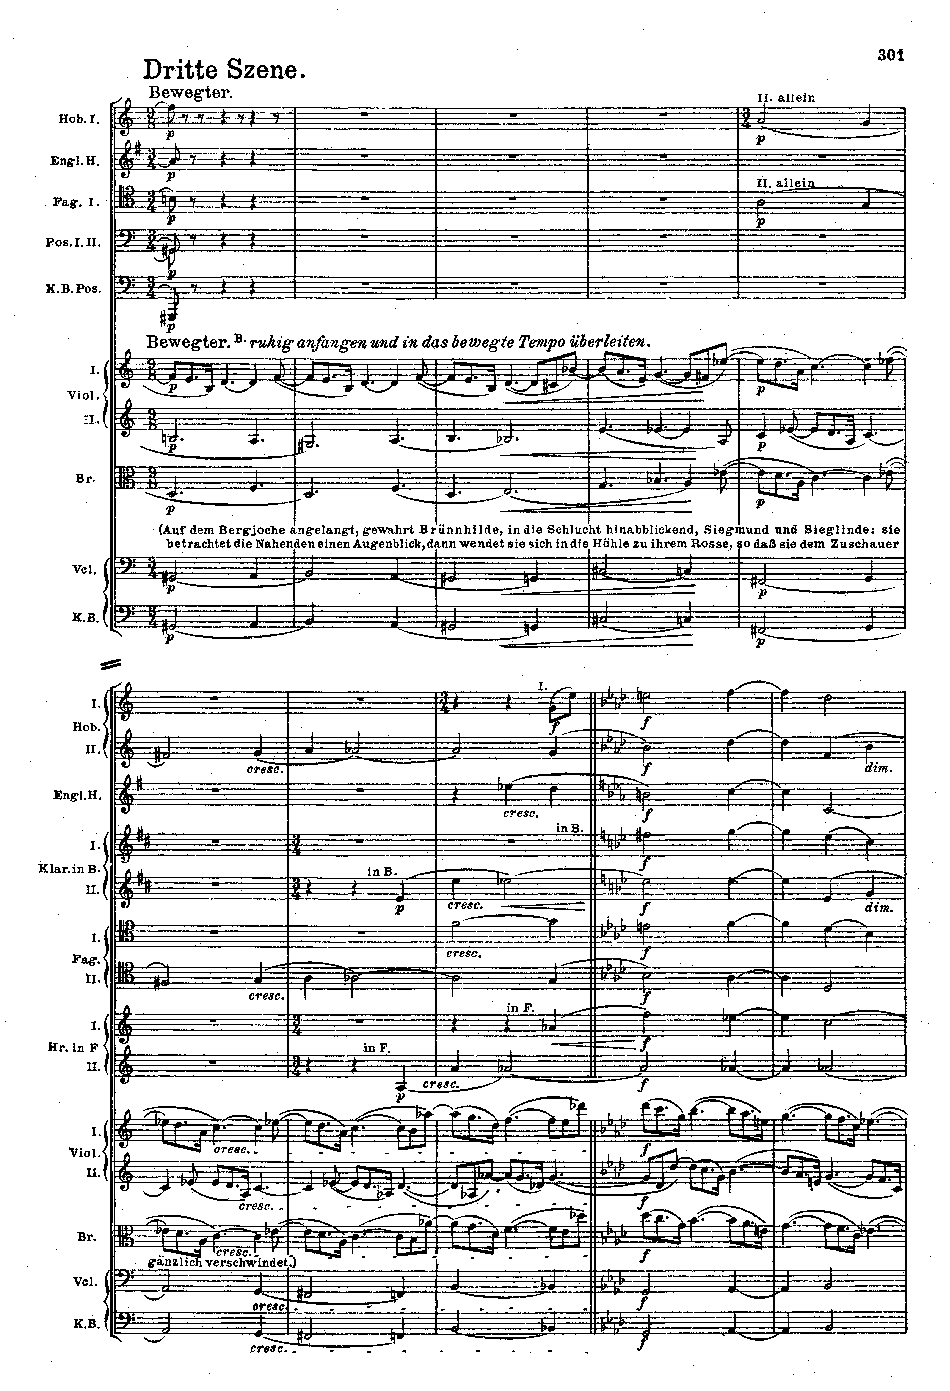 301
Dritte Szene.
Bewegter.
II. allein
Hob. I.
p
p
Engl. H.
p
II. allein
Fag. I.
p
p
Pos. I. II.
p
K.B. Pos.
p
Bewegter. B. ruhig anfangen und in das bewegte Tempo überleiten.
I.
p
p
Viol.
II.
p
p
Br.
p
p
(Auf dem Bergjoche angelangt, gewahrt Brünnhilde, in die Schlucht hinabblickend, Siegmund und Sieglinde: sie
betrachtet die Nahenden einen Augenblick, dann wendet sie sich in die Höhle zu ihrem Rosse, so daß sie dem Zuschauer
Vcl.
p
p
K.B.
p
p
I.
I.
p
f
Hob.
II.
cresc.
f
dim.
Engl. H.
cresc.
f
in B.
I.
f
Klar. in B.
in B.
II.
p
cresc.
f
dim.
I.
cresc.
f
Fag.
II.
cresc.
f
in F.
I.
f
Hr. in F
in F.
II.
p
cresc.
f
I.
cresc.
f
Viol.
II.
cresc.
f
Br.
cresc.
f
gänzlich verschwindet.)
Vcl.
cresc.
f
K.B.
cresc.
f